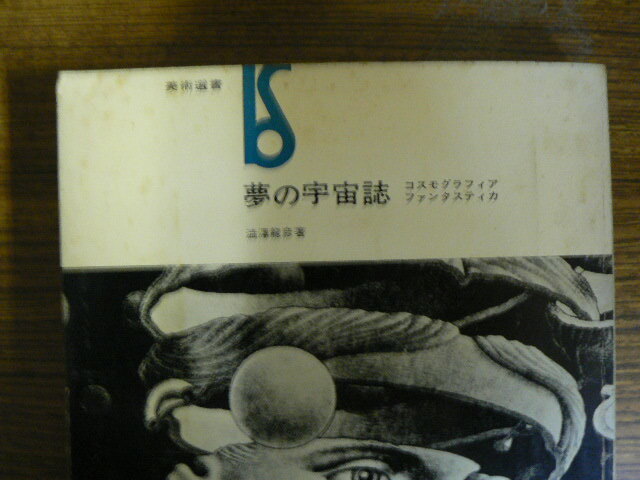 美術選書
夢の宇宙誌
コスモグラフィア
ファンタスティカ
澁澤龍彦著